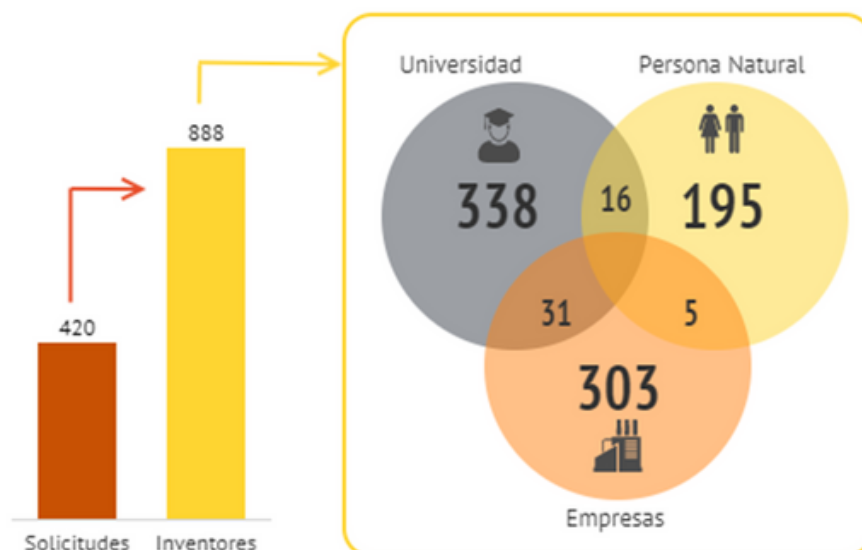 Universidad
Persona Natural
888
338
16
195
420
31
5
303
Empresas
Solicitudes
Inventores